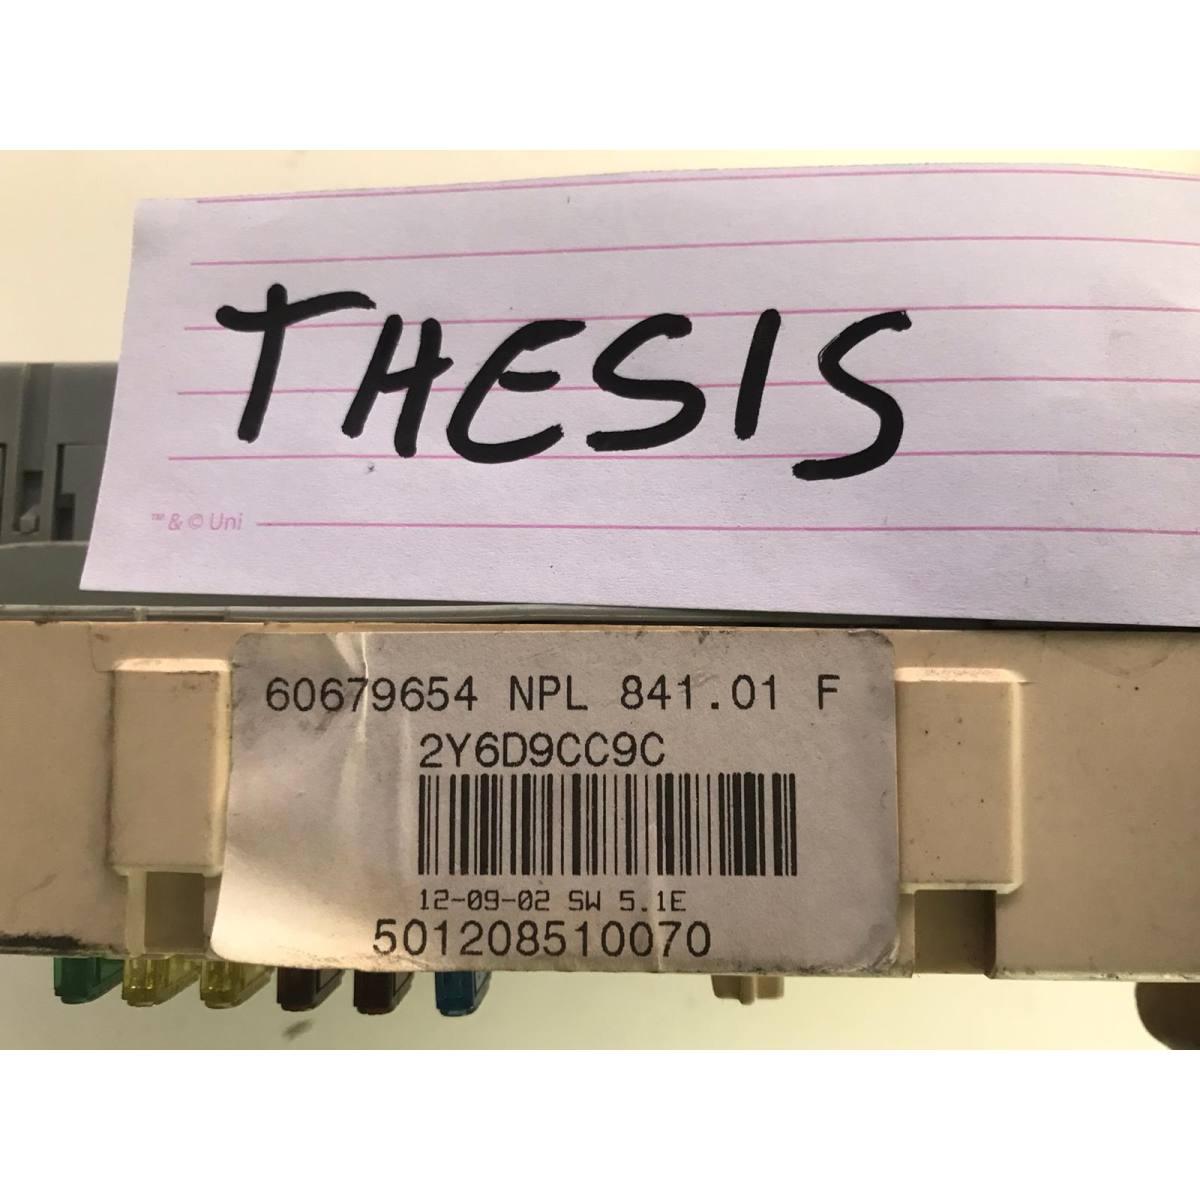 THESIS
™ & © Uni
60679654 NPL 841.01 F
2Y6D9CC9C
12-09-02 SW 5.1E
501208510070